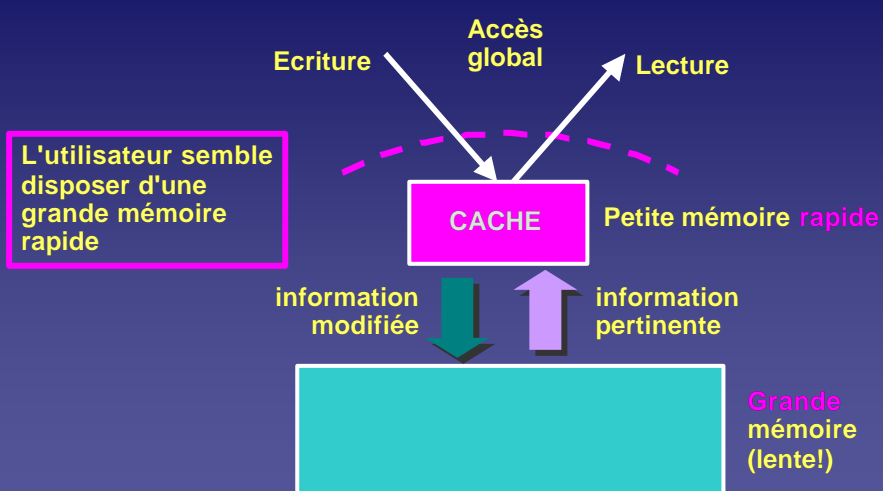 Accès
global
Ecriture
Lecture
L'utilisateur semble
disposer d'une
grande mémoire
rapide
CACHE
Petite mémoire rapide
information
modifiée
information
pertinente
Grande
mémoire
(lente!)